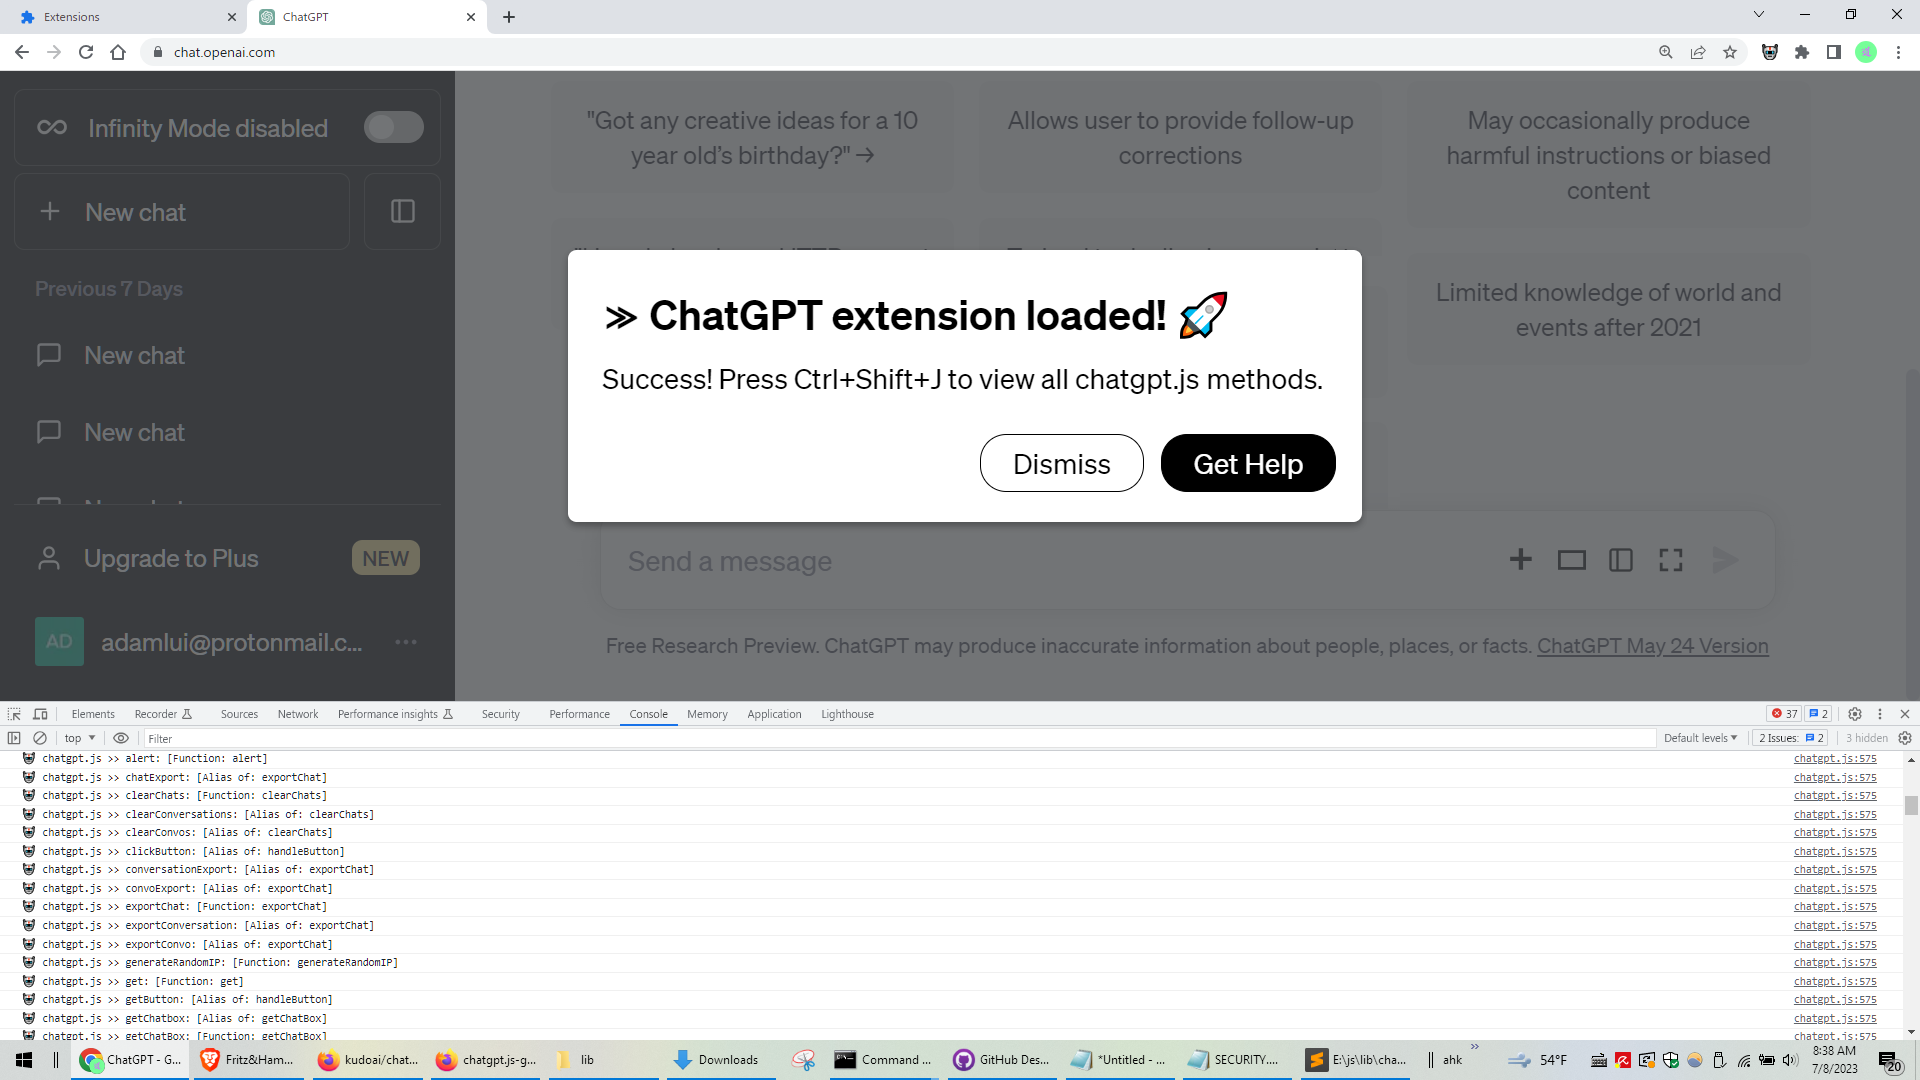 Extensions
ChatGPT
chat.openai.com
Infinity Mode disabled
New chat
Previous 7 Days
New chat
New chat
Upgrade to Plus NEW
AD adamlui@protonmail.c...
"Got any creative ideas for a 10
year old's birthday?" →
Allows user to provide follow-up
corrections
May occasionally produce
harmful instructions or biased
content
Limited knowledge of world and
events after 2021
≫ ChatGPT extension loaded! 🚀
Success! Press Ctrl+Shift+J to view all chatgpt.js methods.
Dismiss Get Help
Send a message
Free Research Preview. ChatGPT may produce inaccurate information about people, places, or facts. ChatGPT May 24 Version
Elements Recorder Sources Network Performance insights Security Performance Console Memory Application Lighthouse 37 2
top Filter Default levels 2 Issues: 2 3 hidden
chatgpt.js >> alert: [Function: alert] chatgpt.js:575
chatgpt.js >> chatExport: [Alias of: exportChat] chatgpt.js:575
chatgpt.js >> clearChats: [Function: clearChats] chatgpt.js:575
chatgpt.js >> clearConversations: [Alias of: clearChats] chatgpt.js:575
chatgpt.js >> clearConvos: [Alias of: clearChats] chatgpt.js:575
chatgpt.js >> clickButton: [Alias of: handleButton] chatgpt.js:575
chatgpt.js >> conversationExport: [Alias of: exportChat] chatgpt.js:575
chatgpt.js >> convoExport: [Alias of: exportChat] chatgpt.js:575
chatgpt.js >> exportChat: [Function: exportChat] chatgpt.js:575
chatgpt.js >> exportConversation: [Alias of: exportChat] chatgpt.js:575
chatgpt.js >> exportConvo: [Alias of: exportChat] chatgpt.js:575
chatgpt.js >> generateRandomIP: [Function: generateRandomIP] chatgpt.js:575
chatgpt.js >> get: [Function: get] chatgpt.js:575
chatgpt.js >> getButton: [Alias of: handleButton] chatgpt.js:575
chatgpt.js >> getChatbox: [Alias of: getChatBox] chatgpt.js:575
chatgpt.js >> getChatBox: [Function: getChatBox] chatgpt.js:575
ChatGPT - G... Fritz&Ham... kudoai/chat... chatgpt.js-g... lib Downloads Command ... GitHub Des... *Untitled - ... SECURITY.... E:\js\lib\cha... ahk 54°F 8:38 AM
7/8/2023 20